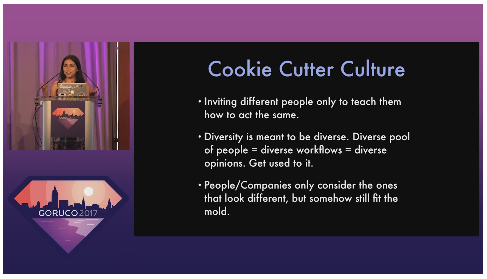 Cookie Cutter Culture
• Inviting different people only to teach them
how to act the same.
• Diversity is meant to be diverse. Diverse pool
of people = diverse workflows = diverse
opinions. Get used to it.
• People/Companies only consider the ones
that look different, but somehow still fit the
mold.
GORUCO2017